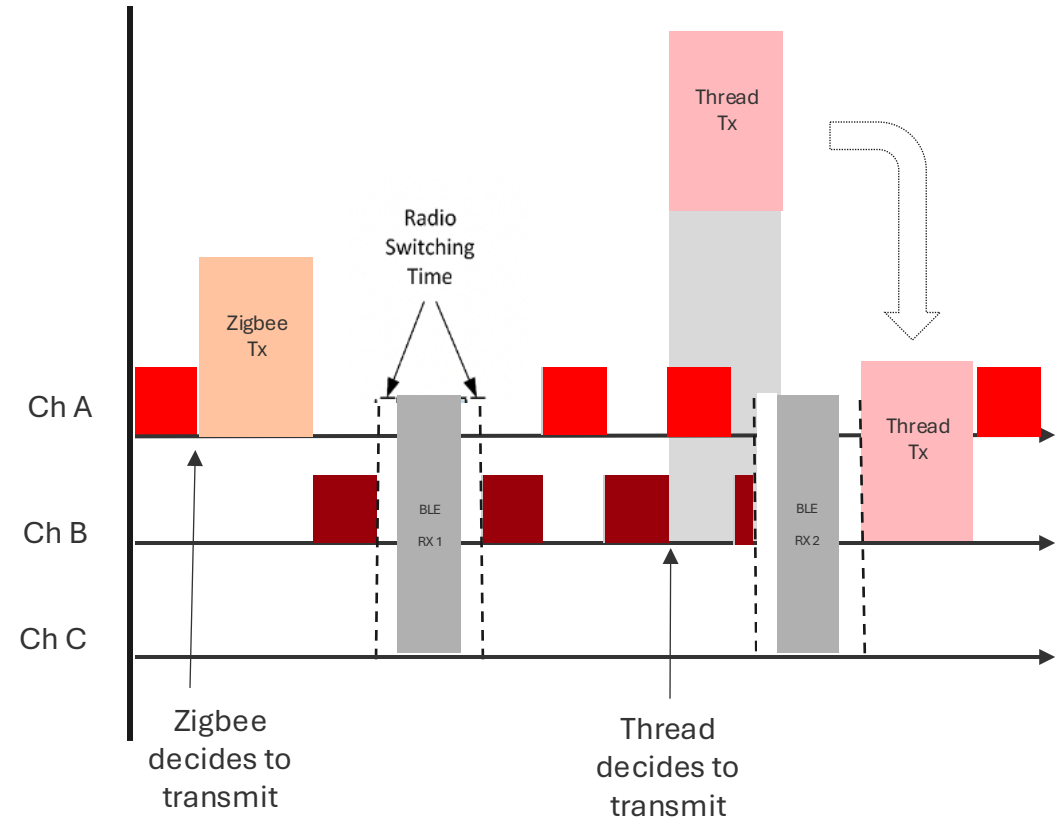 Thread
Tx
Radio
Switching
Time
Zigbee
Tx
Ch A
Thread
Tx
BLE
RX 1
BLE
RX 2
Ch B
Ch C
Zigbee
decides to
transmit
Thread
decides to
transmit